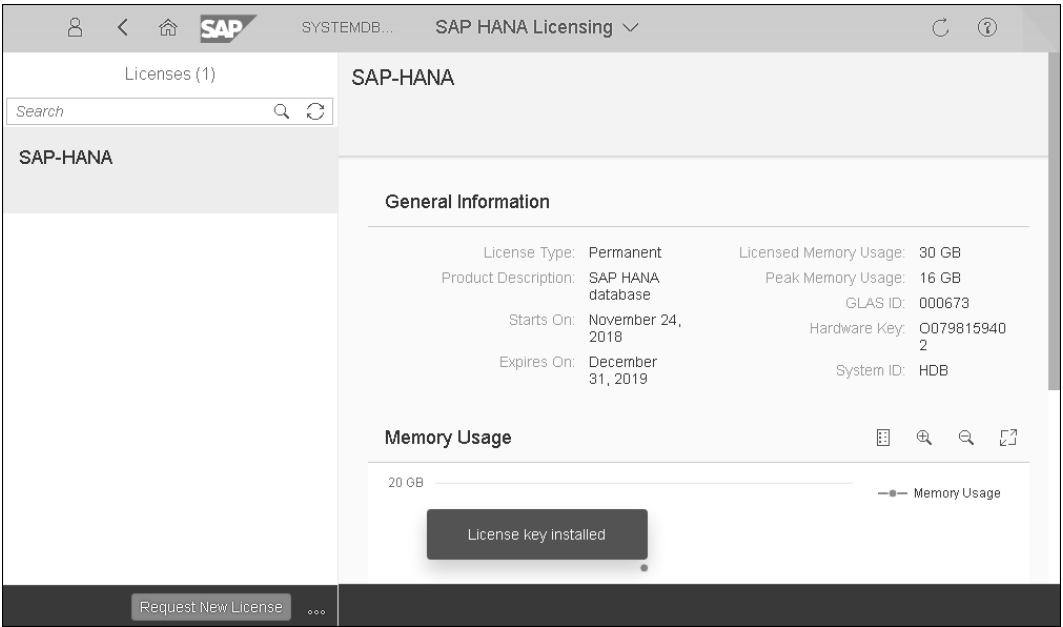 SAP SYSTEMDB... SAP HANA Licensing
Licenses (1)
Search
SAP-HANA
SAP-HANA
General Information
License Type: Permanent
Product Description: SAP HANA
database
Starts On: November 24,
2018
Expires On: December
31, 2019
Licensed Memory Usage: 30 GB
Peak Memory Usage: 16 GB
GLAS ID: 000673
Hardware Key: O079815940
2
System ID: HDB
Memory Usage
20 GB
Memory Usage
License key installed
Request New License